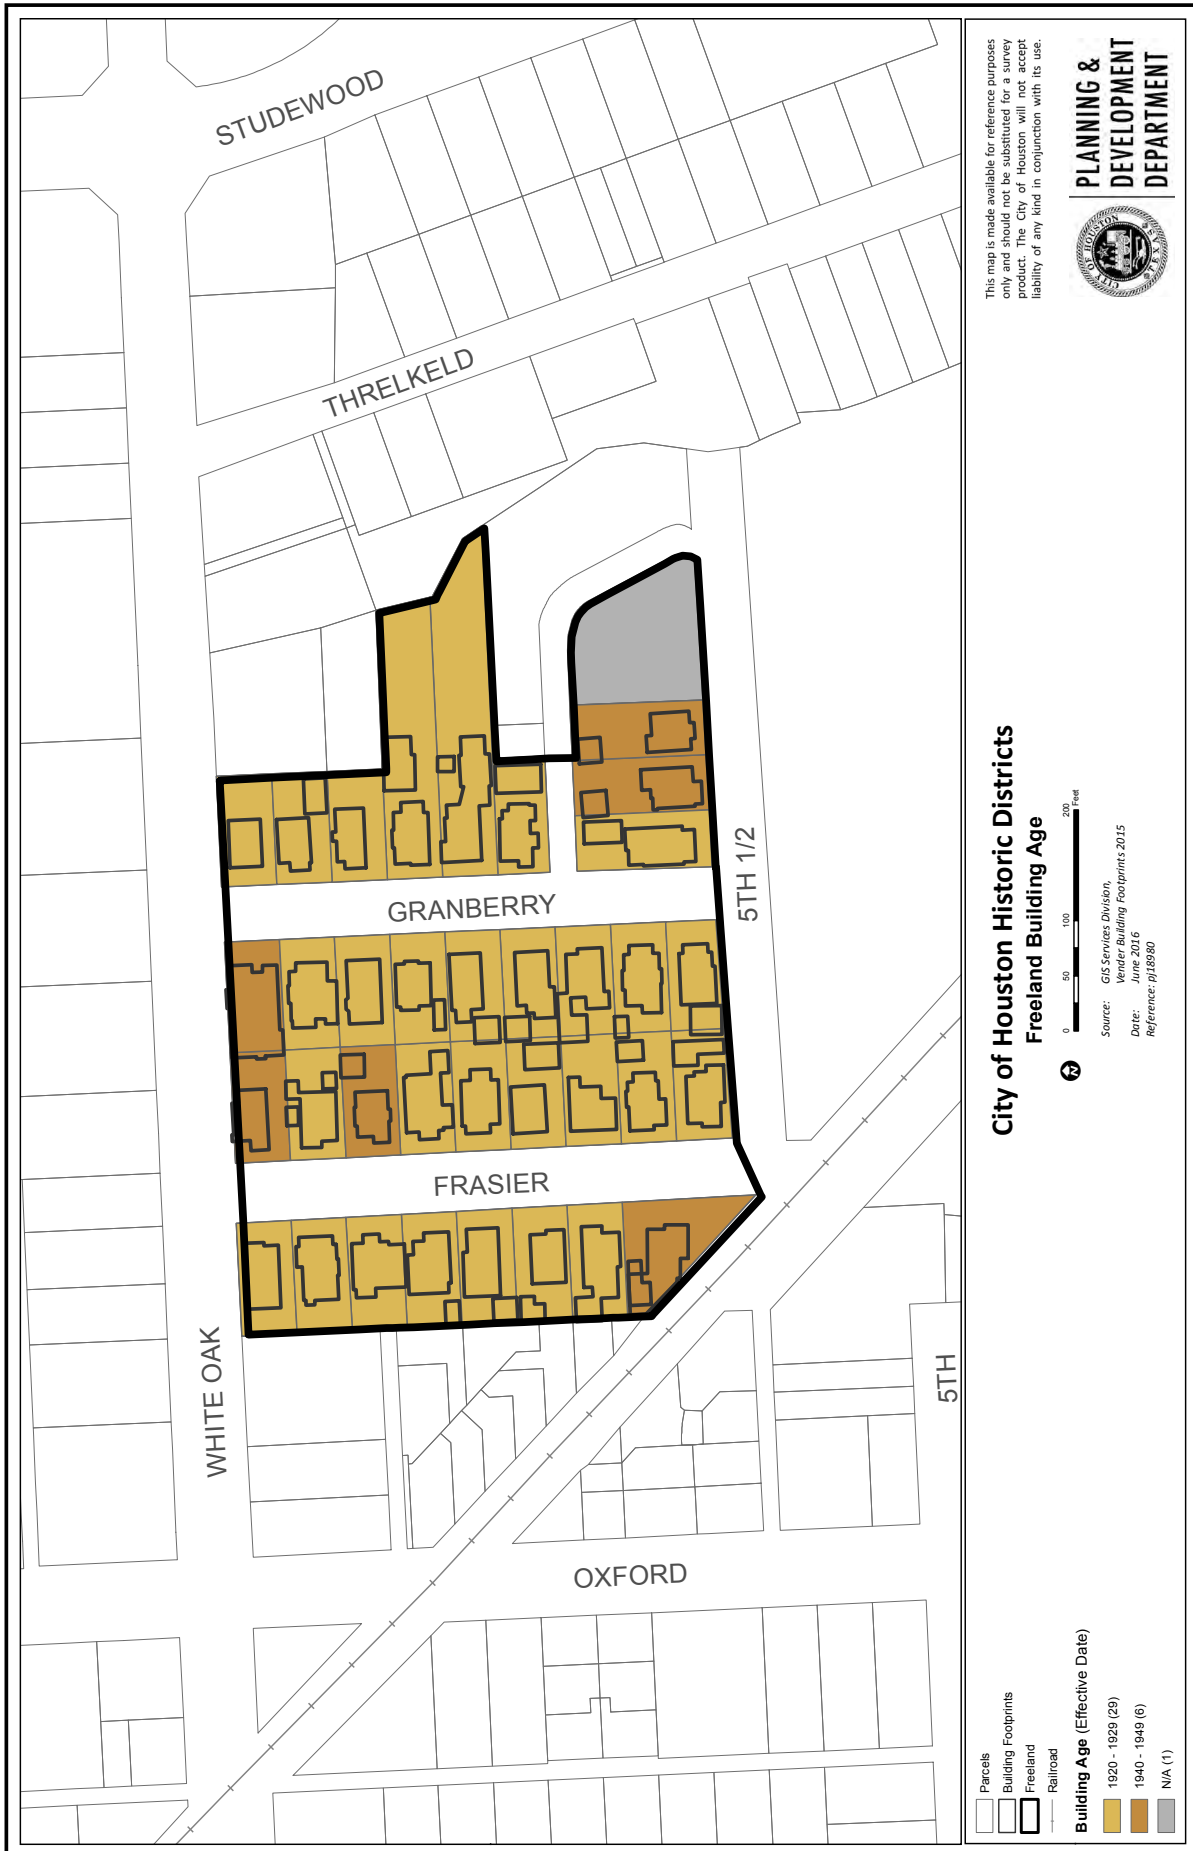 STUDEWOOD
THRELKELD
GRANBERRY
5TH 1/2
FRASIER
WHITE OAK
5TH
OXFORD
Parcels
Building Footprints
Freeland
Railroad
Building Age (Effective Date)
1920 - 1929 (29)
1940 - 1949 (6)
N/A (1)
City of Houston Historic Districts
Freeland Building Age
0 50 100 200
Feet
Source: GIS Services Division,
Vender Building Footprints 2015
Date: June 2016
Reference: pj18980
This map is made available for reference purposes
only and should not be substituted for a survey
product. The City of Houston will not accept
liability of any kind in conjunction with its use.
CITY OF HOUSTON
TEXAS
PLANNING &
DEVELOPMENT
DEPARTMENT